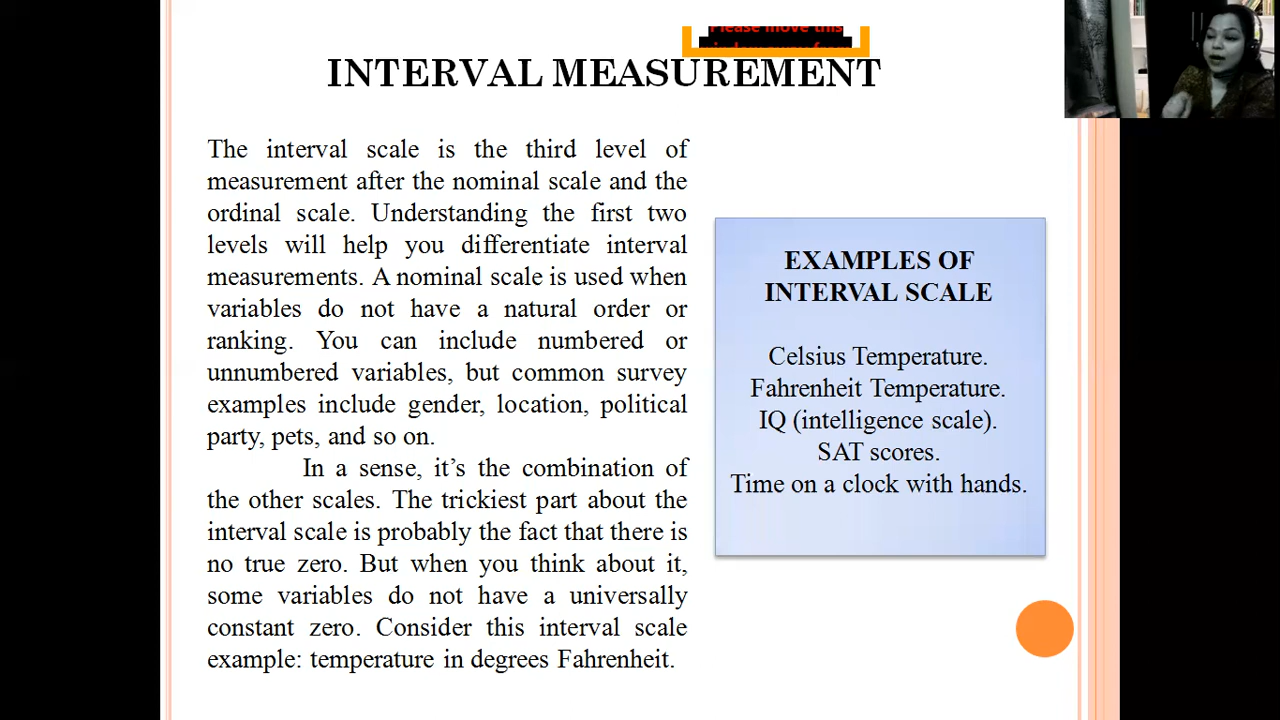 Please move this
INTERVAL MEASUREMENT
The interval scale is the third level of
measurement after the nominal scale and the
ordinal scale. Understanding the first two
levels will help you differentiate interval
measurements. A nominal scale is used when
variables do not have a natural order or
ranking. You can include numbered or
unnumbered variables, but common survey
examples include gender, location, political
party, pets, and so on.
In a sense, it’s the combination of
the other scales. The trickiest part about the
interval scale is probably the fact that there is
no true zero. But when you think about it,
some variables do not have a universally
constant zero. Consider this interval scale
example: temperature in degrees Fahrenheit.
EXAMPLES OF
INTERVAL SCALE
Celsius Temperature.
Fahrenheit Temperature.
IQ (intelligence scale).
SAT scores.
Time on a clock with hands.